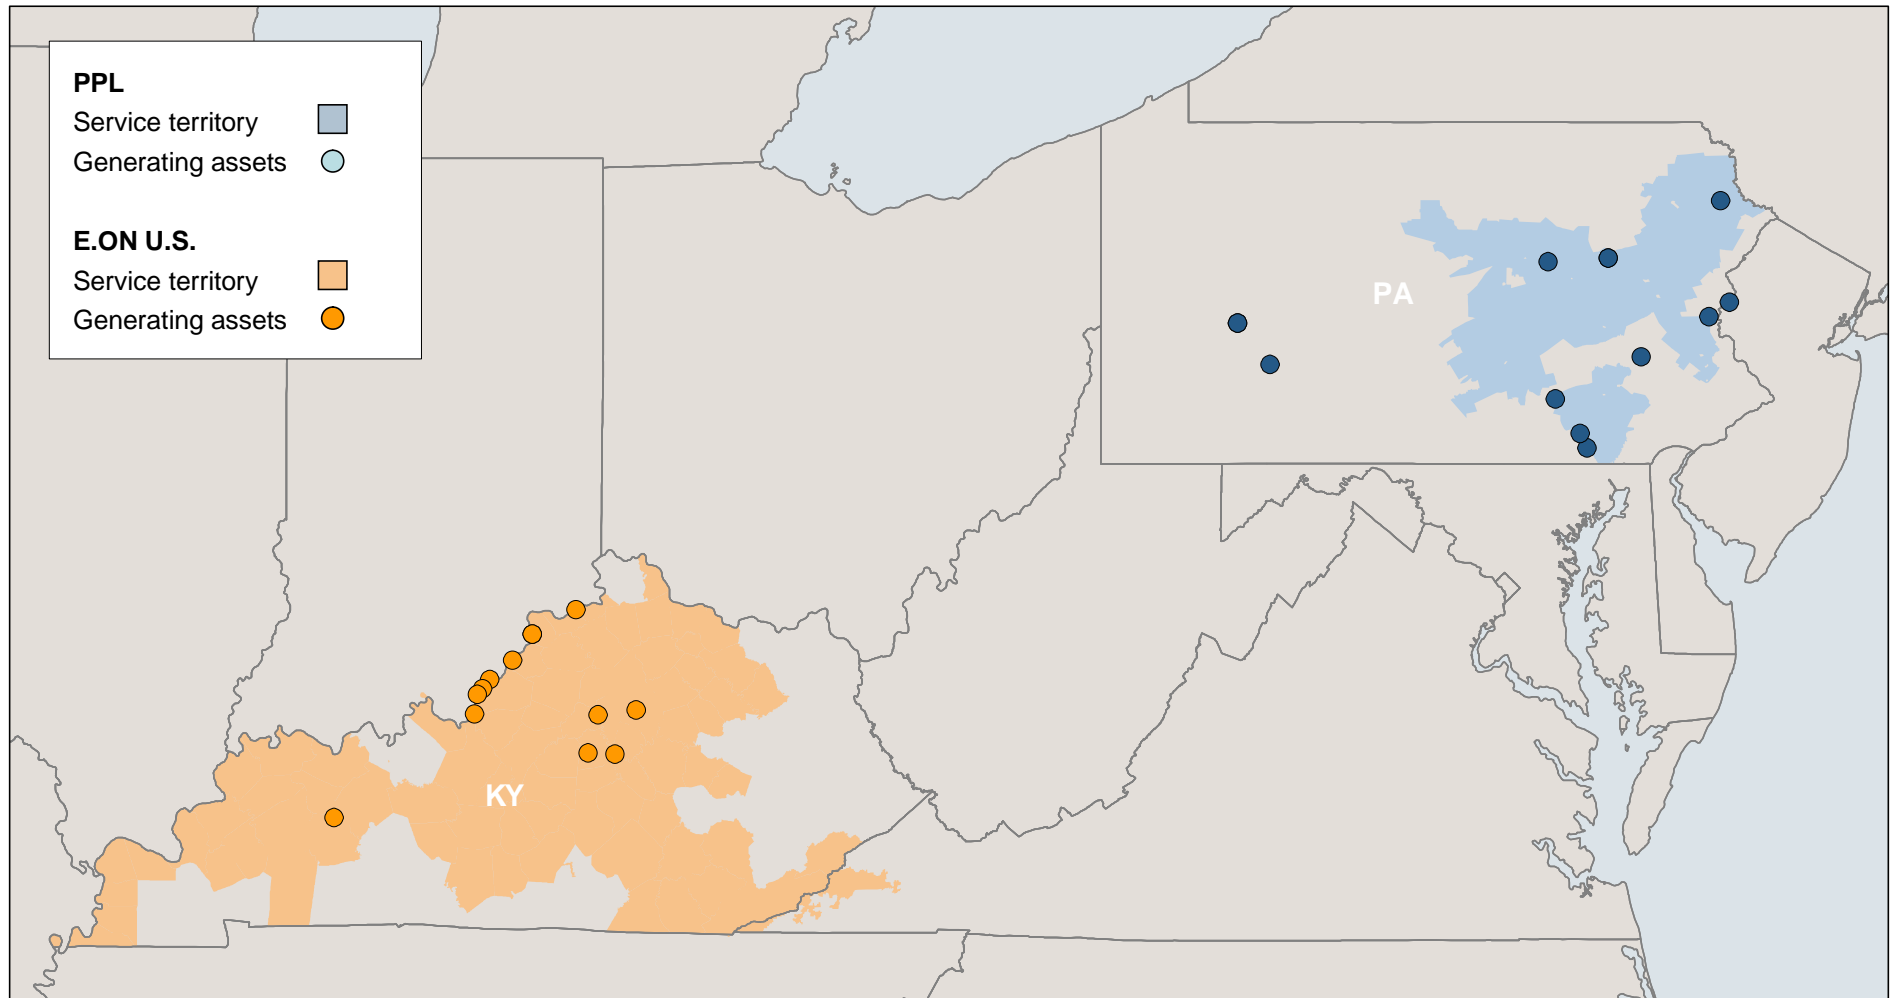 PPL
Service territory
Generating assets
E.ON U.S.
Service territory
Generating assets
PA
KY